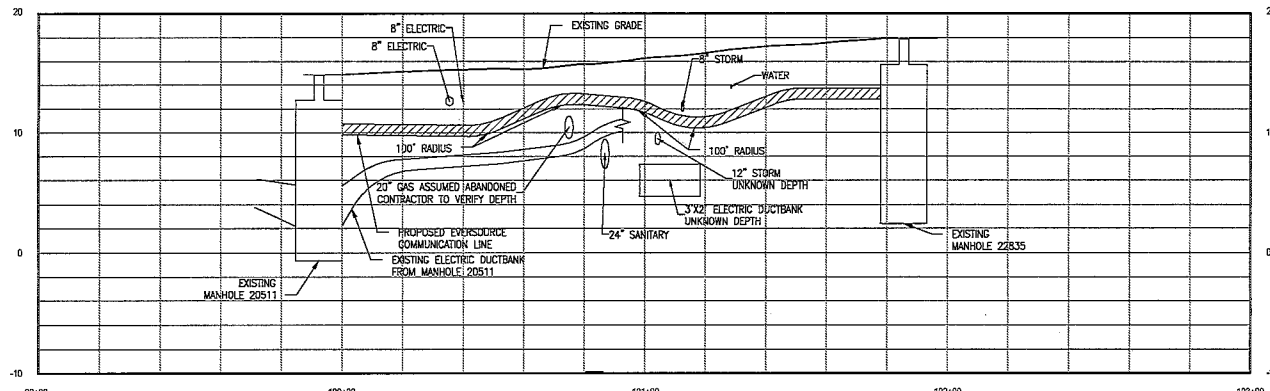 20
8" ELECTRIC
EXISTING GRADE
8" ELECTRIC
8" STORM
WATER
10
100' RADIUS
100' RADIUS
20" GAS ASSUMED ABANDONED
CONTRACTOR TO VERIFY DEPTH
12" STORM
UNKNOWN DEPTH
3'X2' ELECTRIC DUCTBANK
UNKNOWN DEPTH
24" SANITARY
PROPOSED EVERSOURCE
COMMUNICATION LINE
EXISTING
MANHOLE 22835
0
EXISTING ELECTRIC DUCTBANK
FROM MANHOLE 20511
EXISTING
MANHOLE 20511
-10